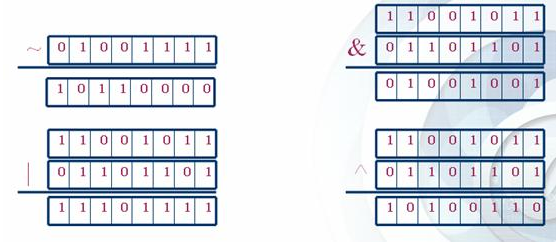 ~ 0 1 0 0 1 1 1 1
1 0 1 1 0 0 0 0
1 1 0 0 1 0 1 1
& 0 1 1 0 1 1 0 1
0 1 0 0 1 0 0 1
1 1 0 0 1 0 1 1
| 0 1 1 0 1 1 0 1
1 1 1 0 1 1 1 1
1 1 0 0 1 0 1 1
^ 0 1 1 0 1 1 0 1
1 0 0 0 1 1 0